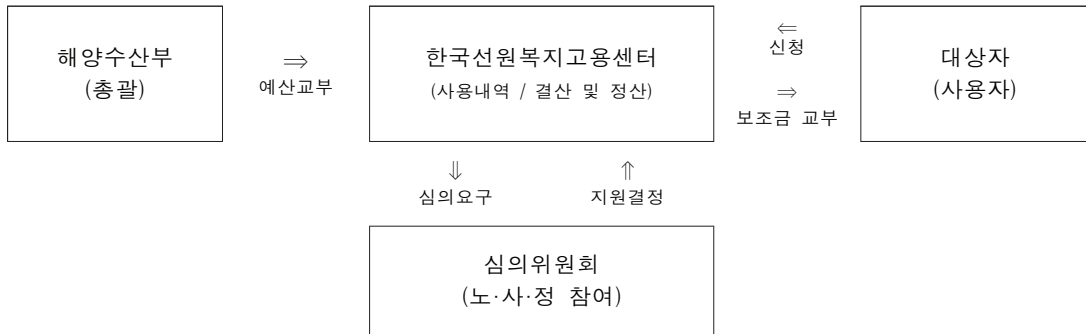 해양수산부
(총괄)
⇒
예산교부
한국선원복지고용센터
(사용내역 / 결산 및 정산)
⇐
신청
⇒
보조금 교부
대상자
(사용자)
⇓
심의요구
⇑
지원결정
심의위원회
(노·사·정 참여)